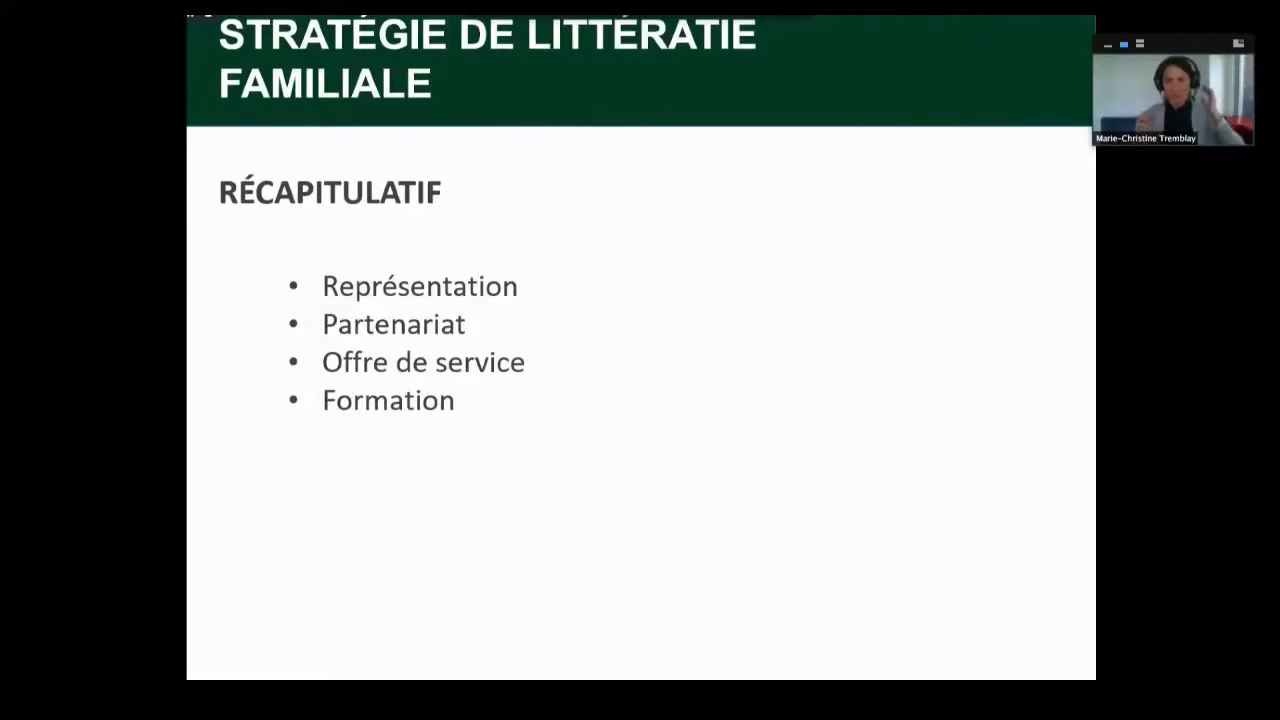 STRATÉGIE DE LITTÉRATIE
FAMILIALE
Marie-Christine Tremblay
RÉCAPITULATIF
• Représentation
• Partenariat
• Offre de service
• Formation